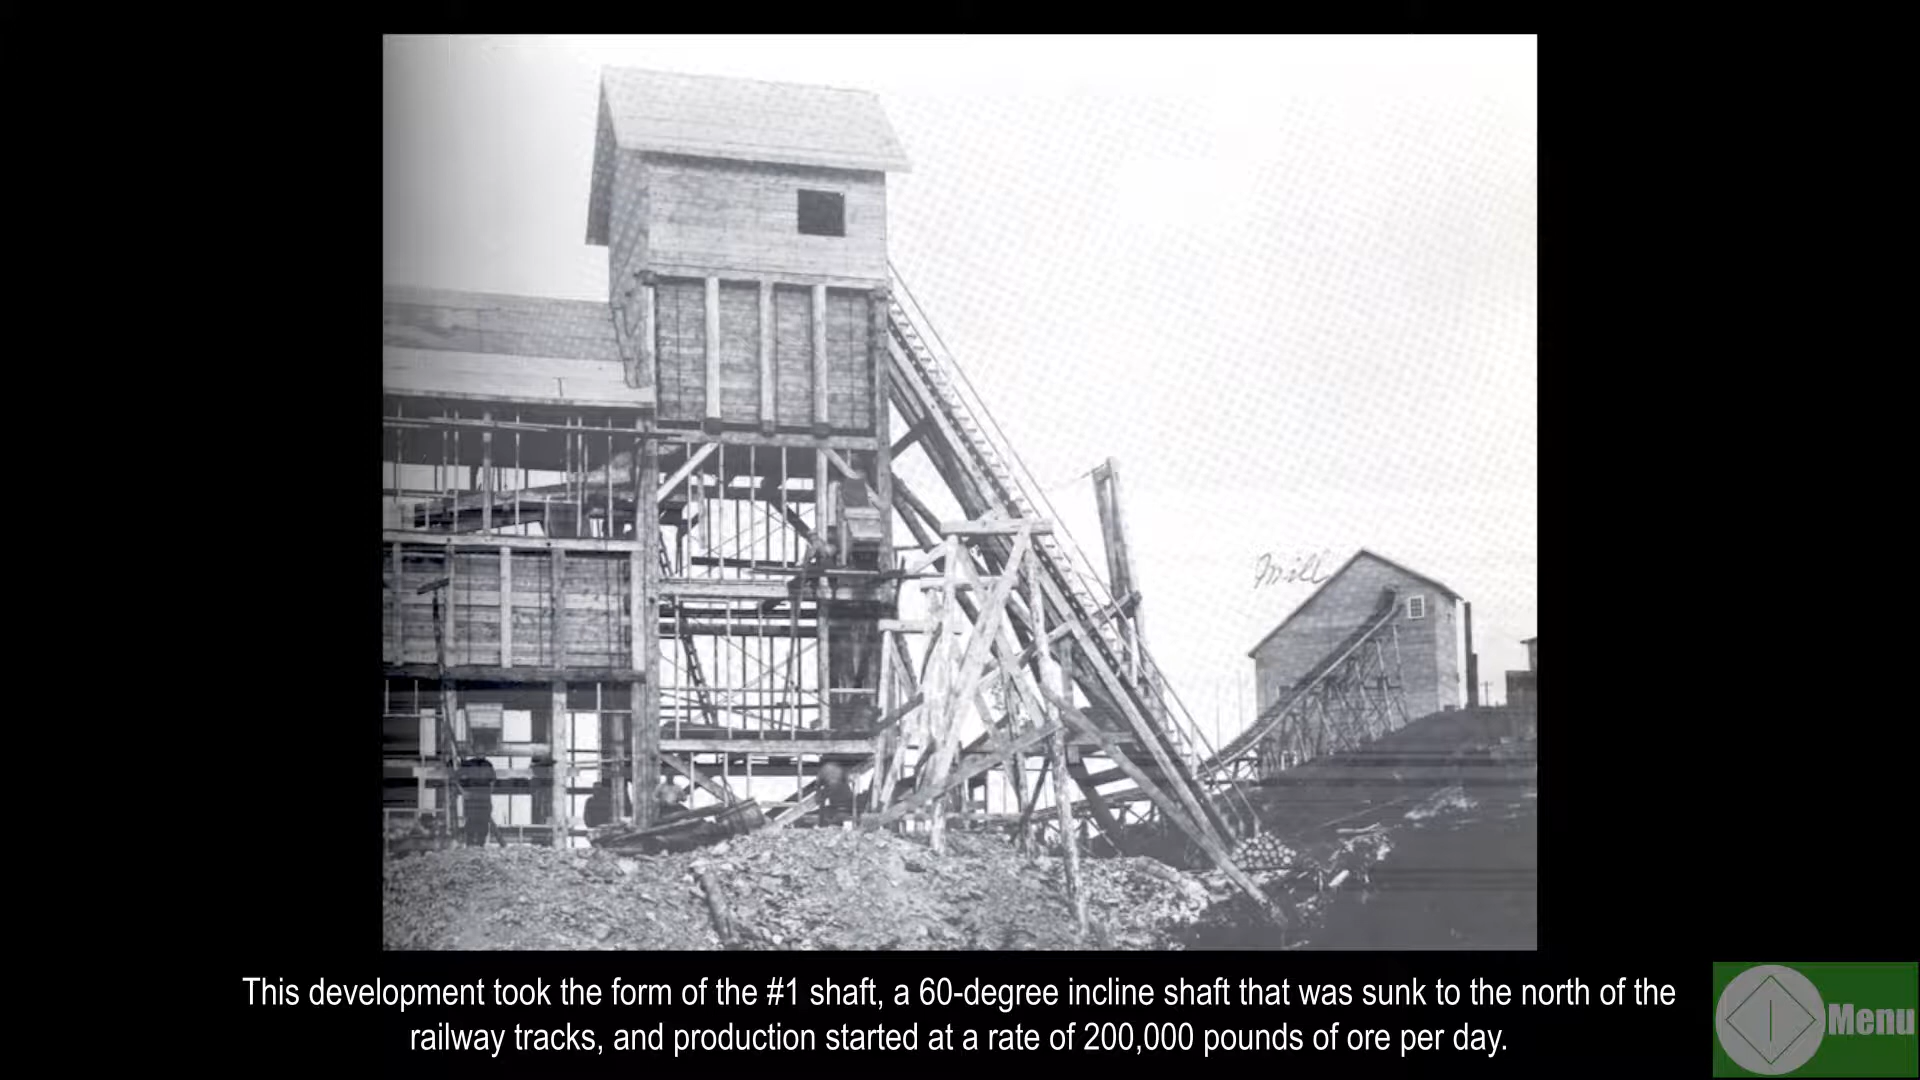 Mill
This development took the form of the #1 shaft, a 60-degree incline shaft that was sunk to the north of the
railway tracks, and production started at a rate of 200,000 pounds of ore per day.
Menu